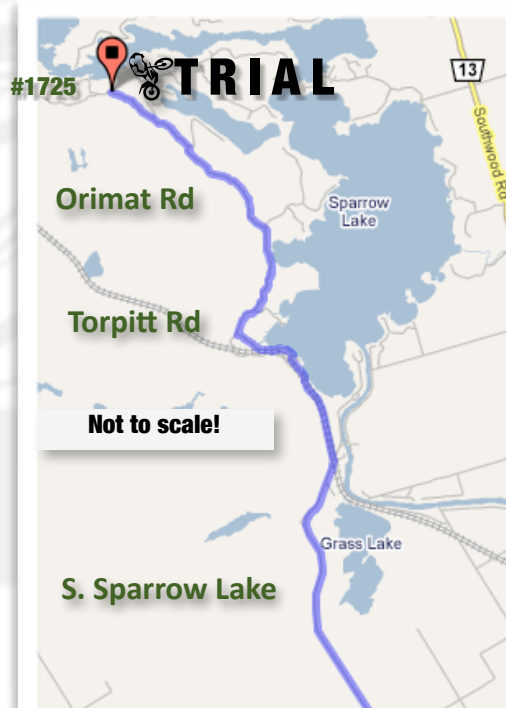 TRIAL
#1725
13
Southwood Rd
Orimat Rd
Sparrow
Lake
Torpitt Rd
Not to scale!
Grass Lake
S. Sparrow Lake